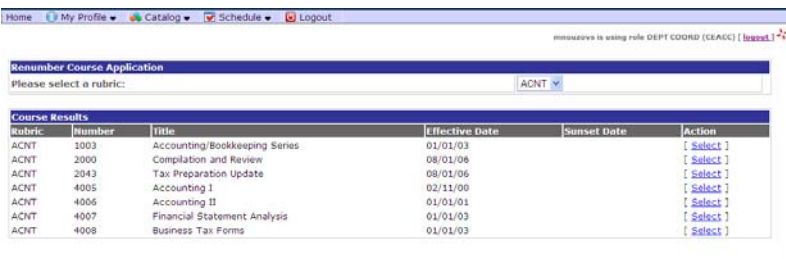 Home My Profile Catalog Schedule Logout
mnouzovs is using role DEPT COORD (CEACC) [ logout ]
Renumber Course Application
Please select a rubric: ACNT
Course Results
Rubric Number Title Effective Date Sunset Date Action
ACNT 1003 Accounting/Bookkeeping Series 01/01/03 [ Select ]
ACNT 2000 Compilation and Review 08/01/06 [ Select ]
ACNT 2043 Tax Preparation Update 08/01/06 [ Select ]
ACNT 4005 Accounting I 02/11/00 [ Select ]
ACNT 4006 Accounting II 01/01/01 [ Select ]
ACNT 4007 Financial Statement Analysis 01/01/03 [ Select ]
ACNT 4008 Business Tax Forms 01/01/03 [ Select ]